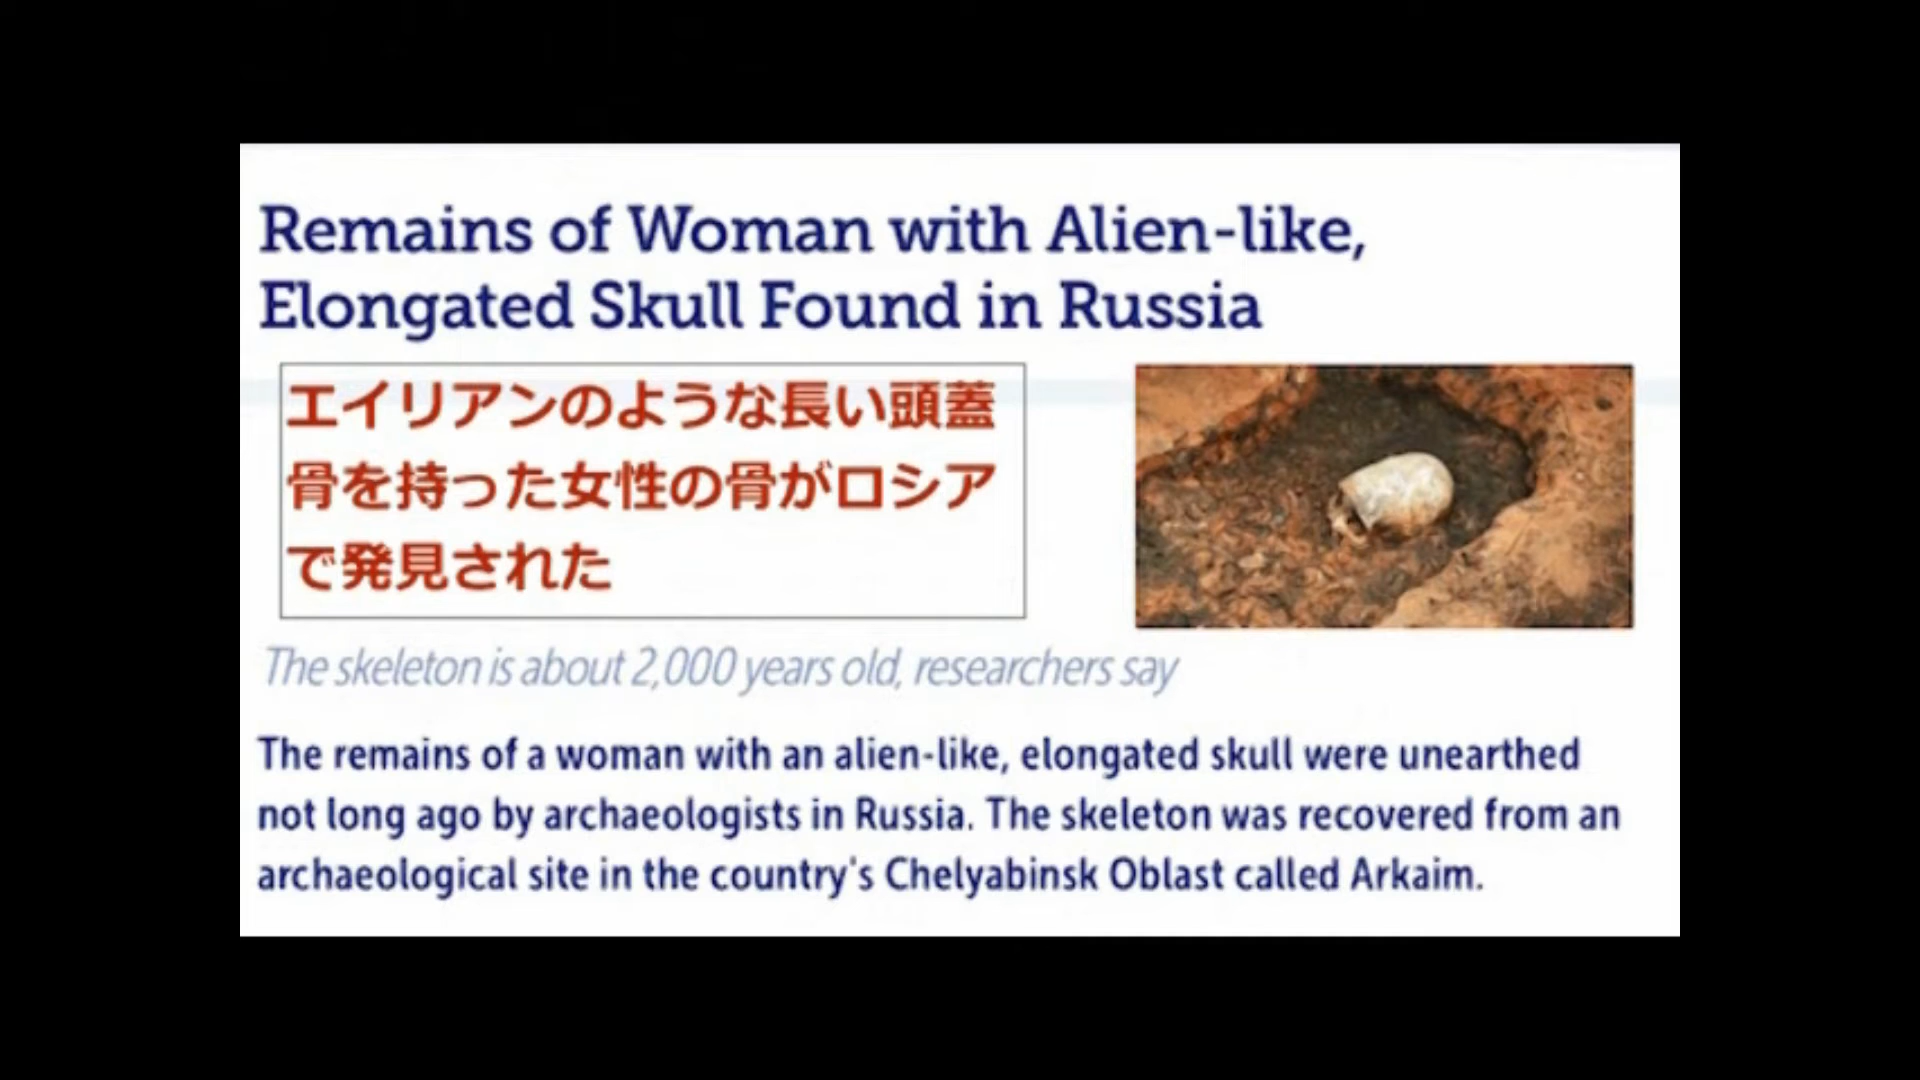 Remains of Woman with Alien-like,
Elongated Skull Found in Russia
エイリアンのような長い頭蓋
骨を持った女性の骨がロシア
で発見された
The skeleton is about 2,000 years old, researchers say
The remains of a woman with an alien-like, elongated skull were unearthed
not long ago by archaeologists in Russia. The skeleton was recovered from an
archaeological site in the country's Chelyabinsk Oblast called Arkaim.